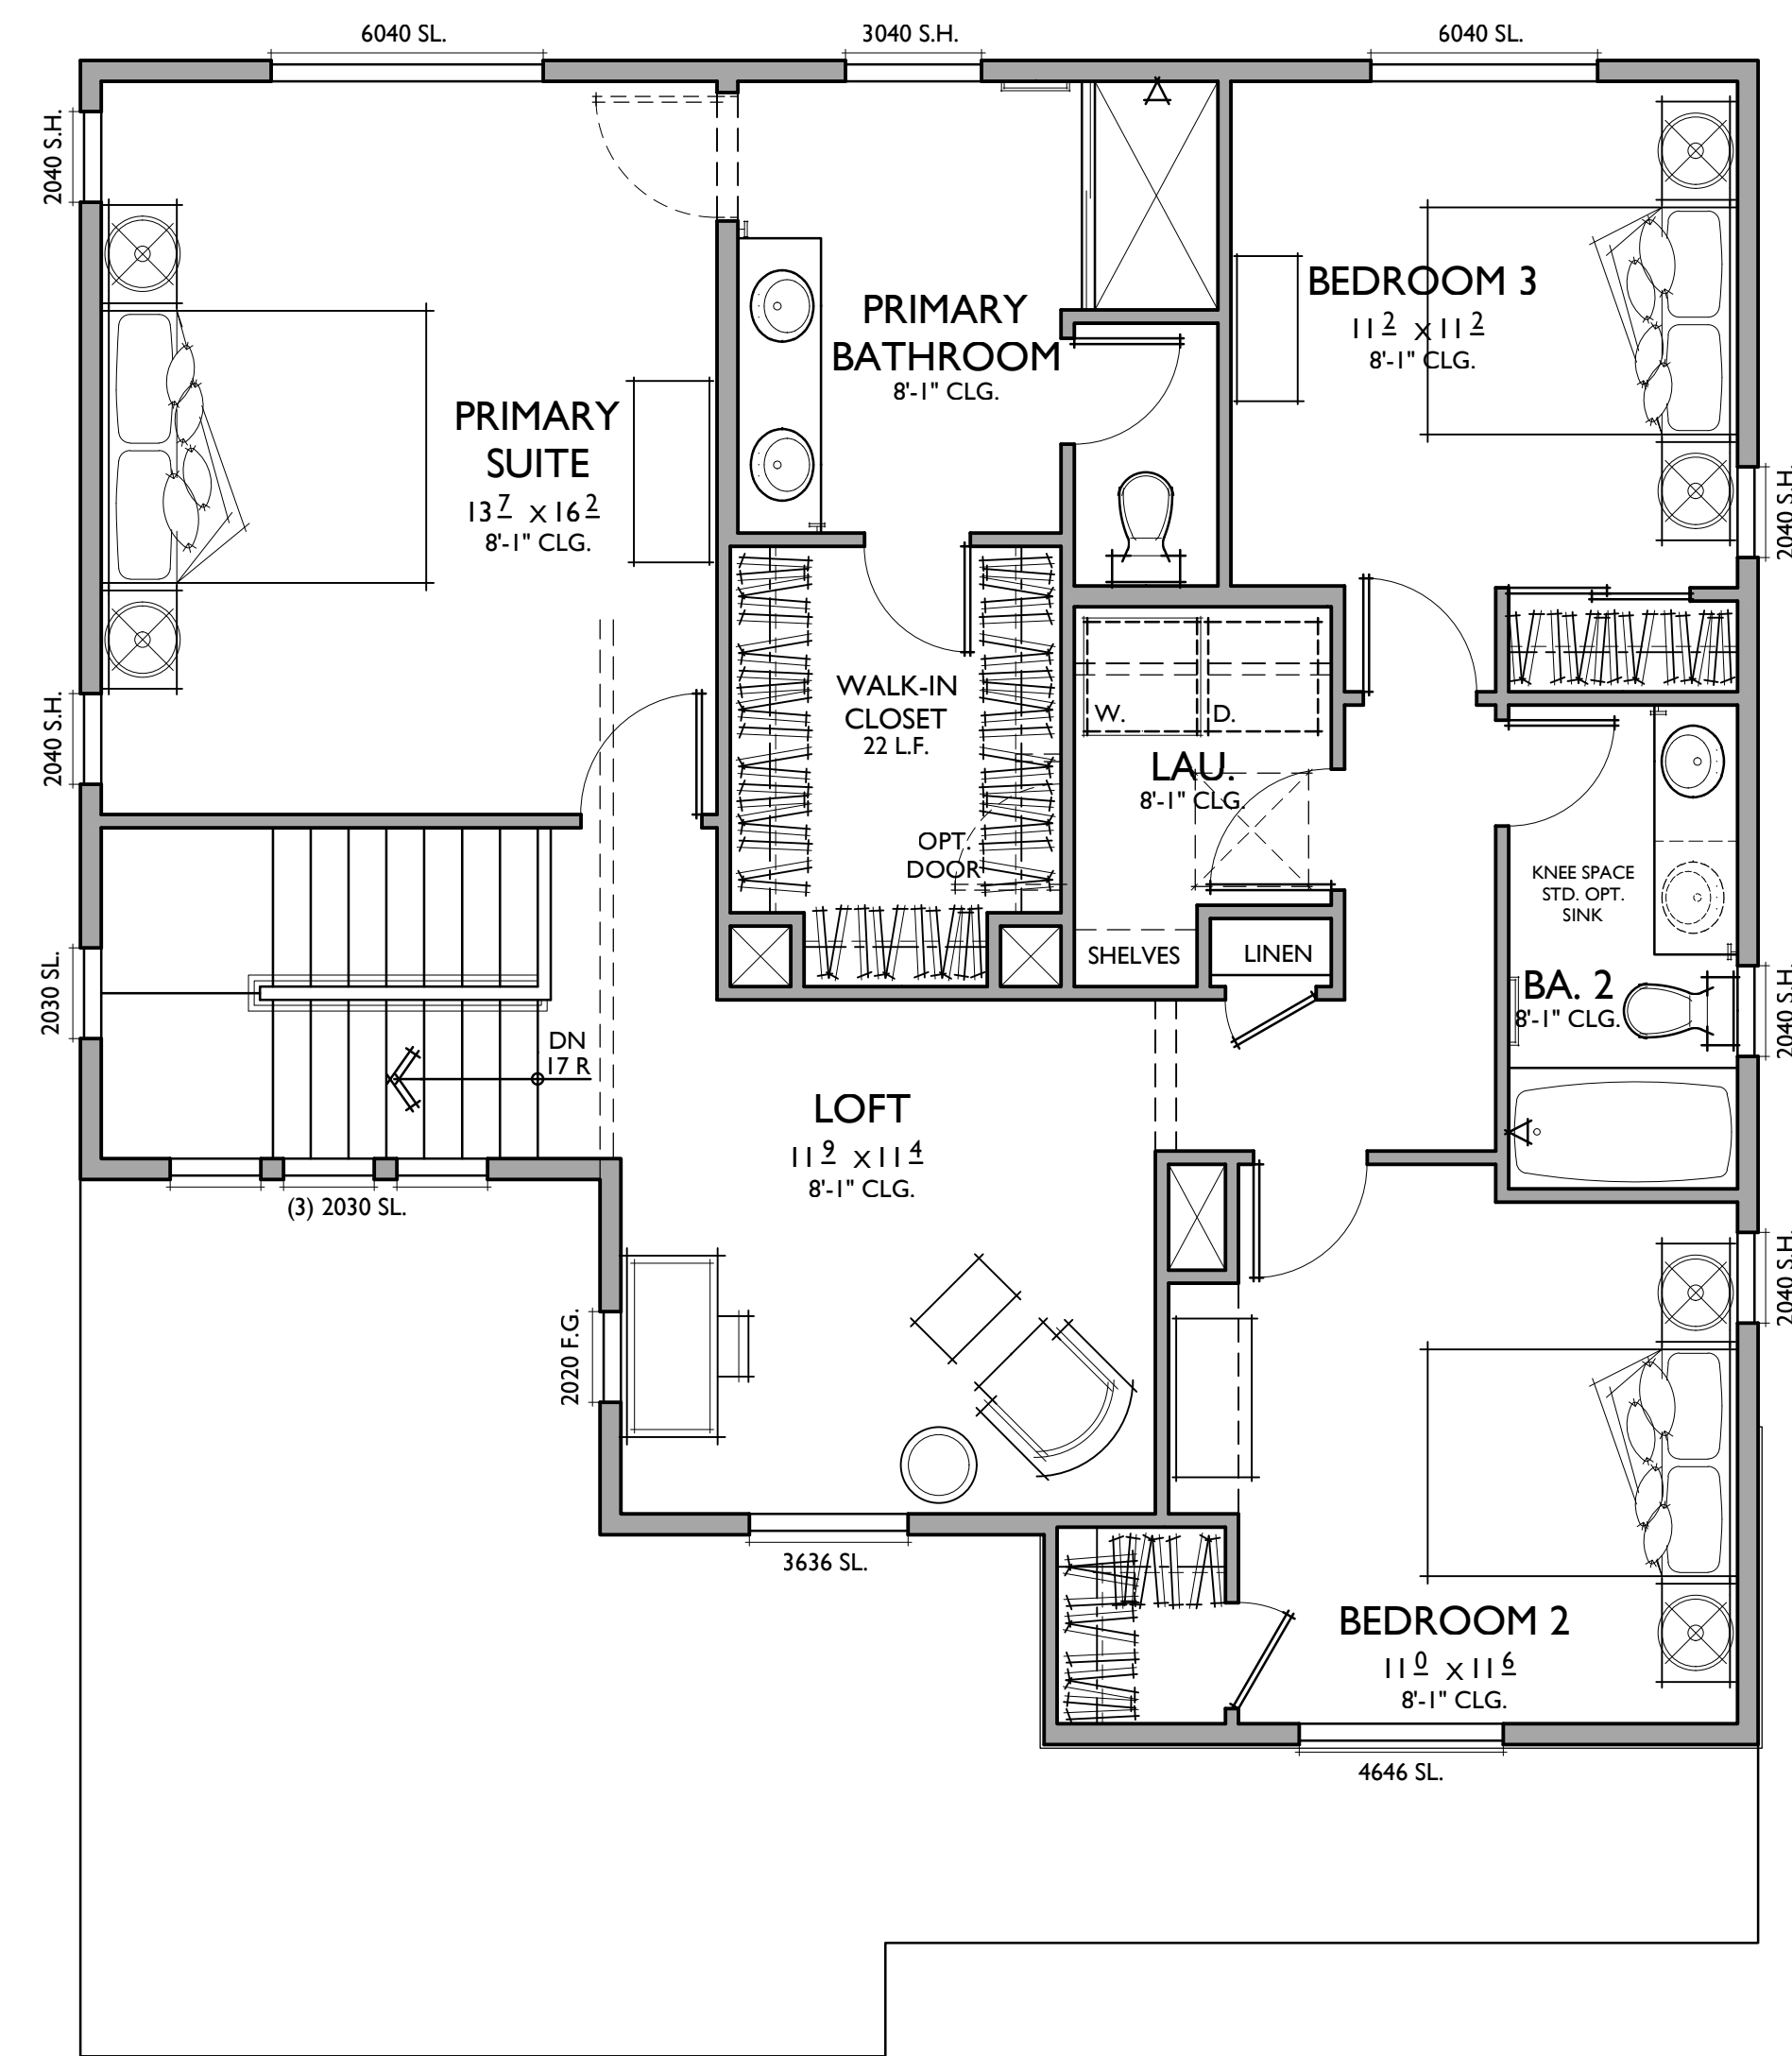 6040 SL.
3040 S.H.
6040 SL.
2040 S.H.
PRIMARY
SUITE
13 7 X 16 2
8'-1" CLG.
PRIMARY
BATHROOM
8'-1" CLG.
BEDROOM 3
11 2 X 11 2
8'-1" CLG.
2040 S.H.
2040 S.H.
WALK-IN
CLOSET
22 L.F.
OPT.
DOOR
W.
D.
LAU.
8'-1" CLG.
SHELVES
LINEN
KNEE SPACE
STD. OPT.
SINK
BA. 2
8'-1" CLG.
2040 S.H.
2030 SL.
DN
17 R
(3) 2030 SL.
LOFT
11 9 X 11 4
8'-1" CLG.
2020 F.G.
3636 SL.
2040 S.H.
BEDROOM 2
11 0 X 11 6
8'-1" CLG.
4646 SL.